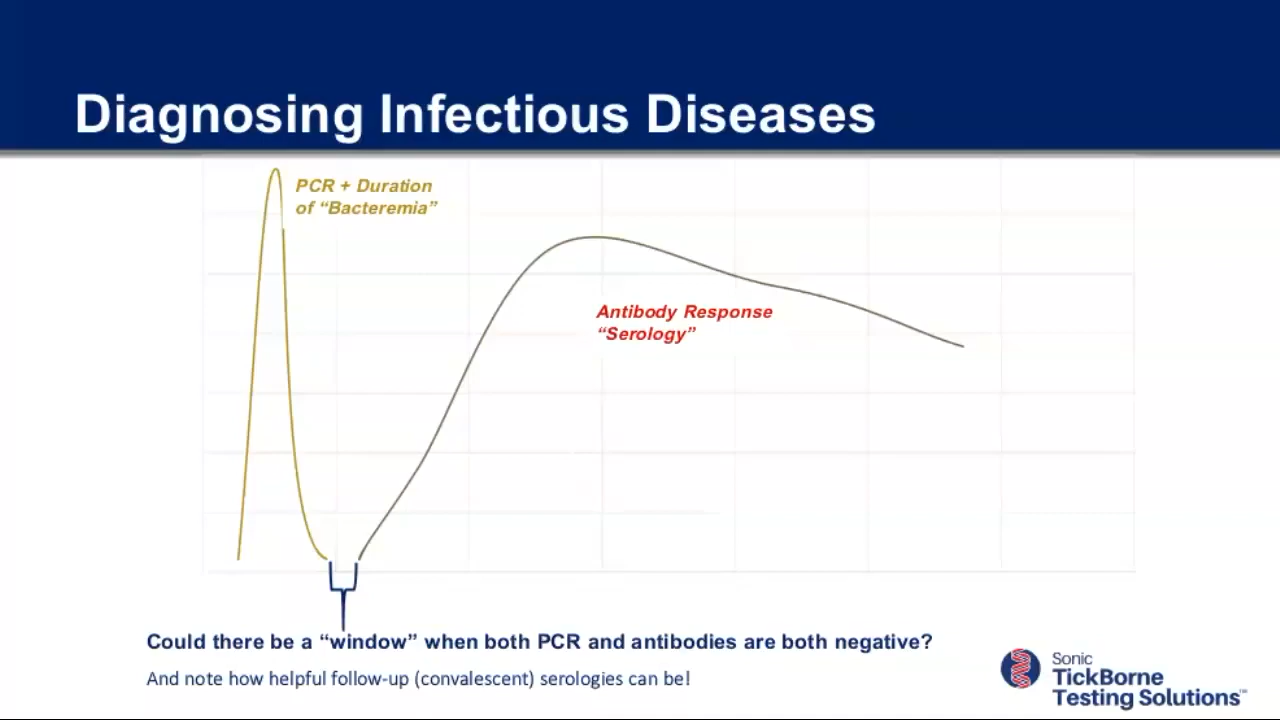 Diagnosing Infectious Diseases
PCR + Duration
of “Bacteremia”
Antibody Response
“Serology”
Could there be a “window” when both PCR and antibodies are both negative?
And note how helpful follow-up (convalescent) serologies can be!
Sonic
TickBorne
Testing Solutions™